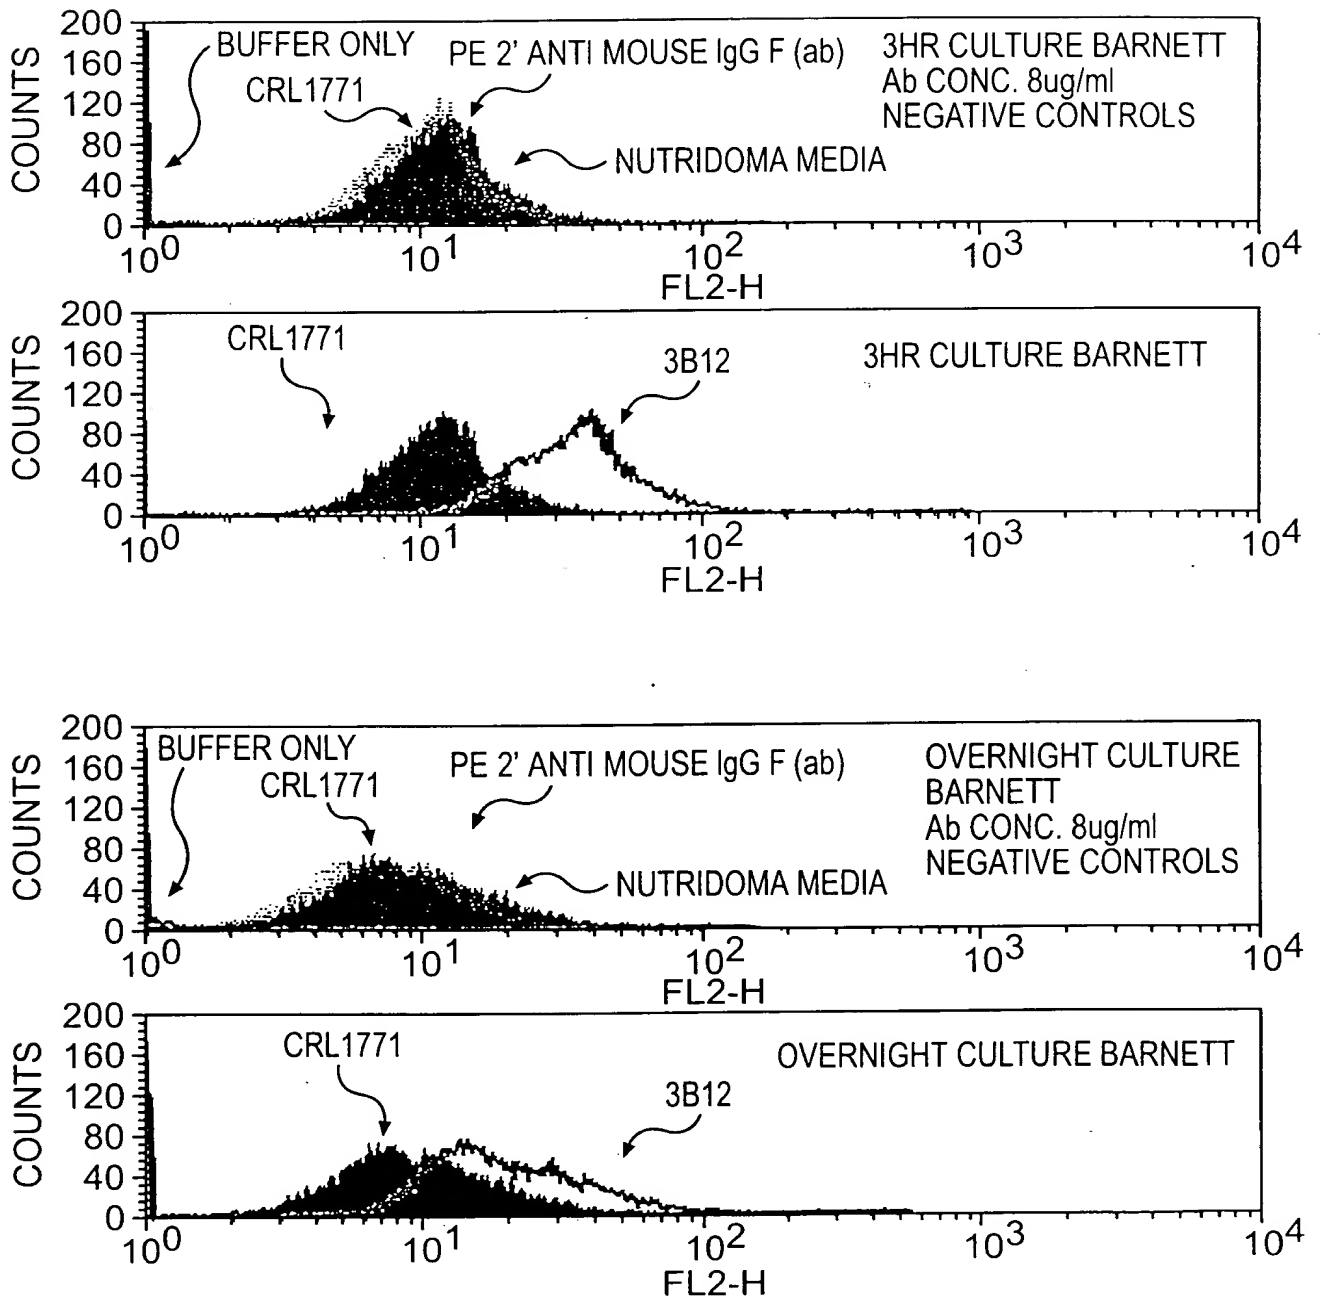 200
BUFFER ONLY
PE 2' ANTI MOUSE IgG F (ab)
3HR CULTURE BARNETT
160
CRL1771
Ab CONC. 8ug/ml
120
NEGATIVE CONTROLS
COUNTS
80
NUTRIDOMA MEDIA
40
0
10^0 10^1 10^2 10^3 10^4
FL2-H
200
CRL1771
160
3B12
3HR CULTURE BARNETT
120
COUNTS
80
40
0
10^0 10^1 10^2 10^3 10^4
FL2-H
200
BUFFER ONLY
PE 2' ANTI MOUSE IgG F (ab)
OVERNIGHT CULTURE
160
CRL1771
BARNETT
120
Ab CONC. 8ug/ml
COUNTS
80
NEGATIVE CONTROLS
NUTRIDOMA MEDIA
40
0
10^0 10^1 10^2 10^3 10^4
FL2-H
200
CRL1771
160
OVERNIGHT CULTURE BARNETT
3B12
120
COUNTS
80
40
0
10^0 10^1 10^2 10^3 10^4
FL2-H